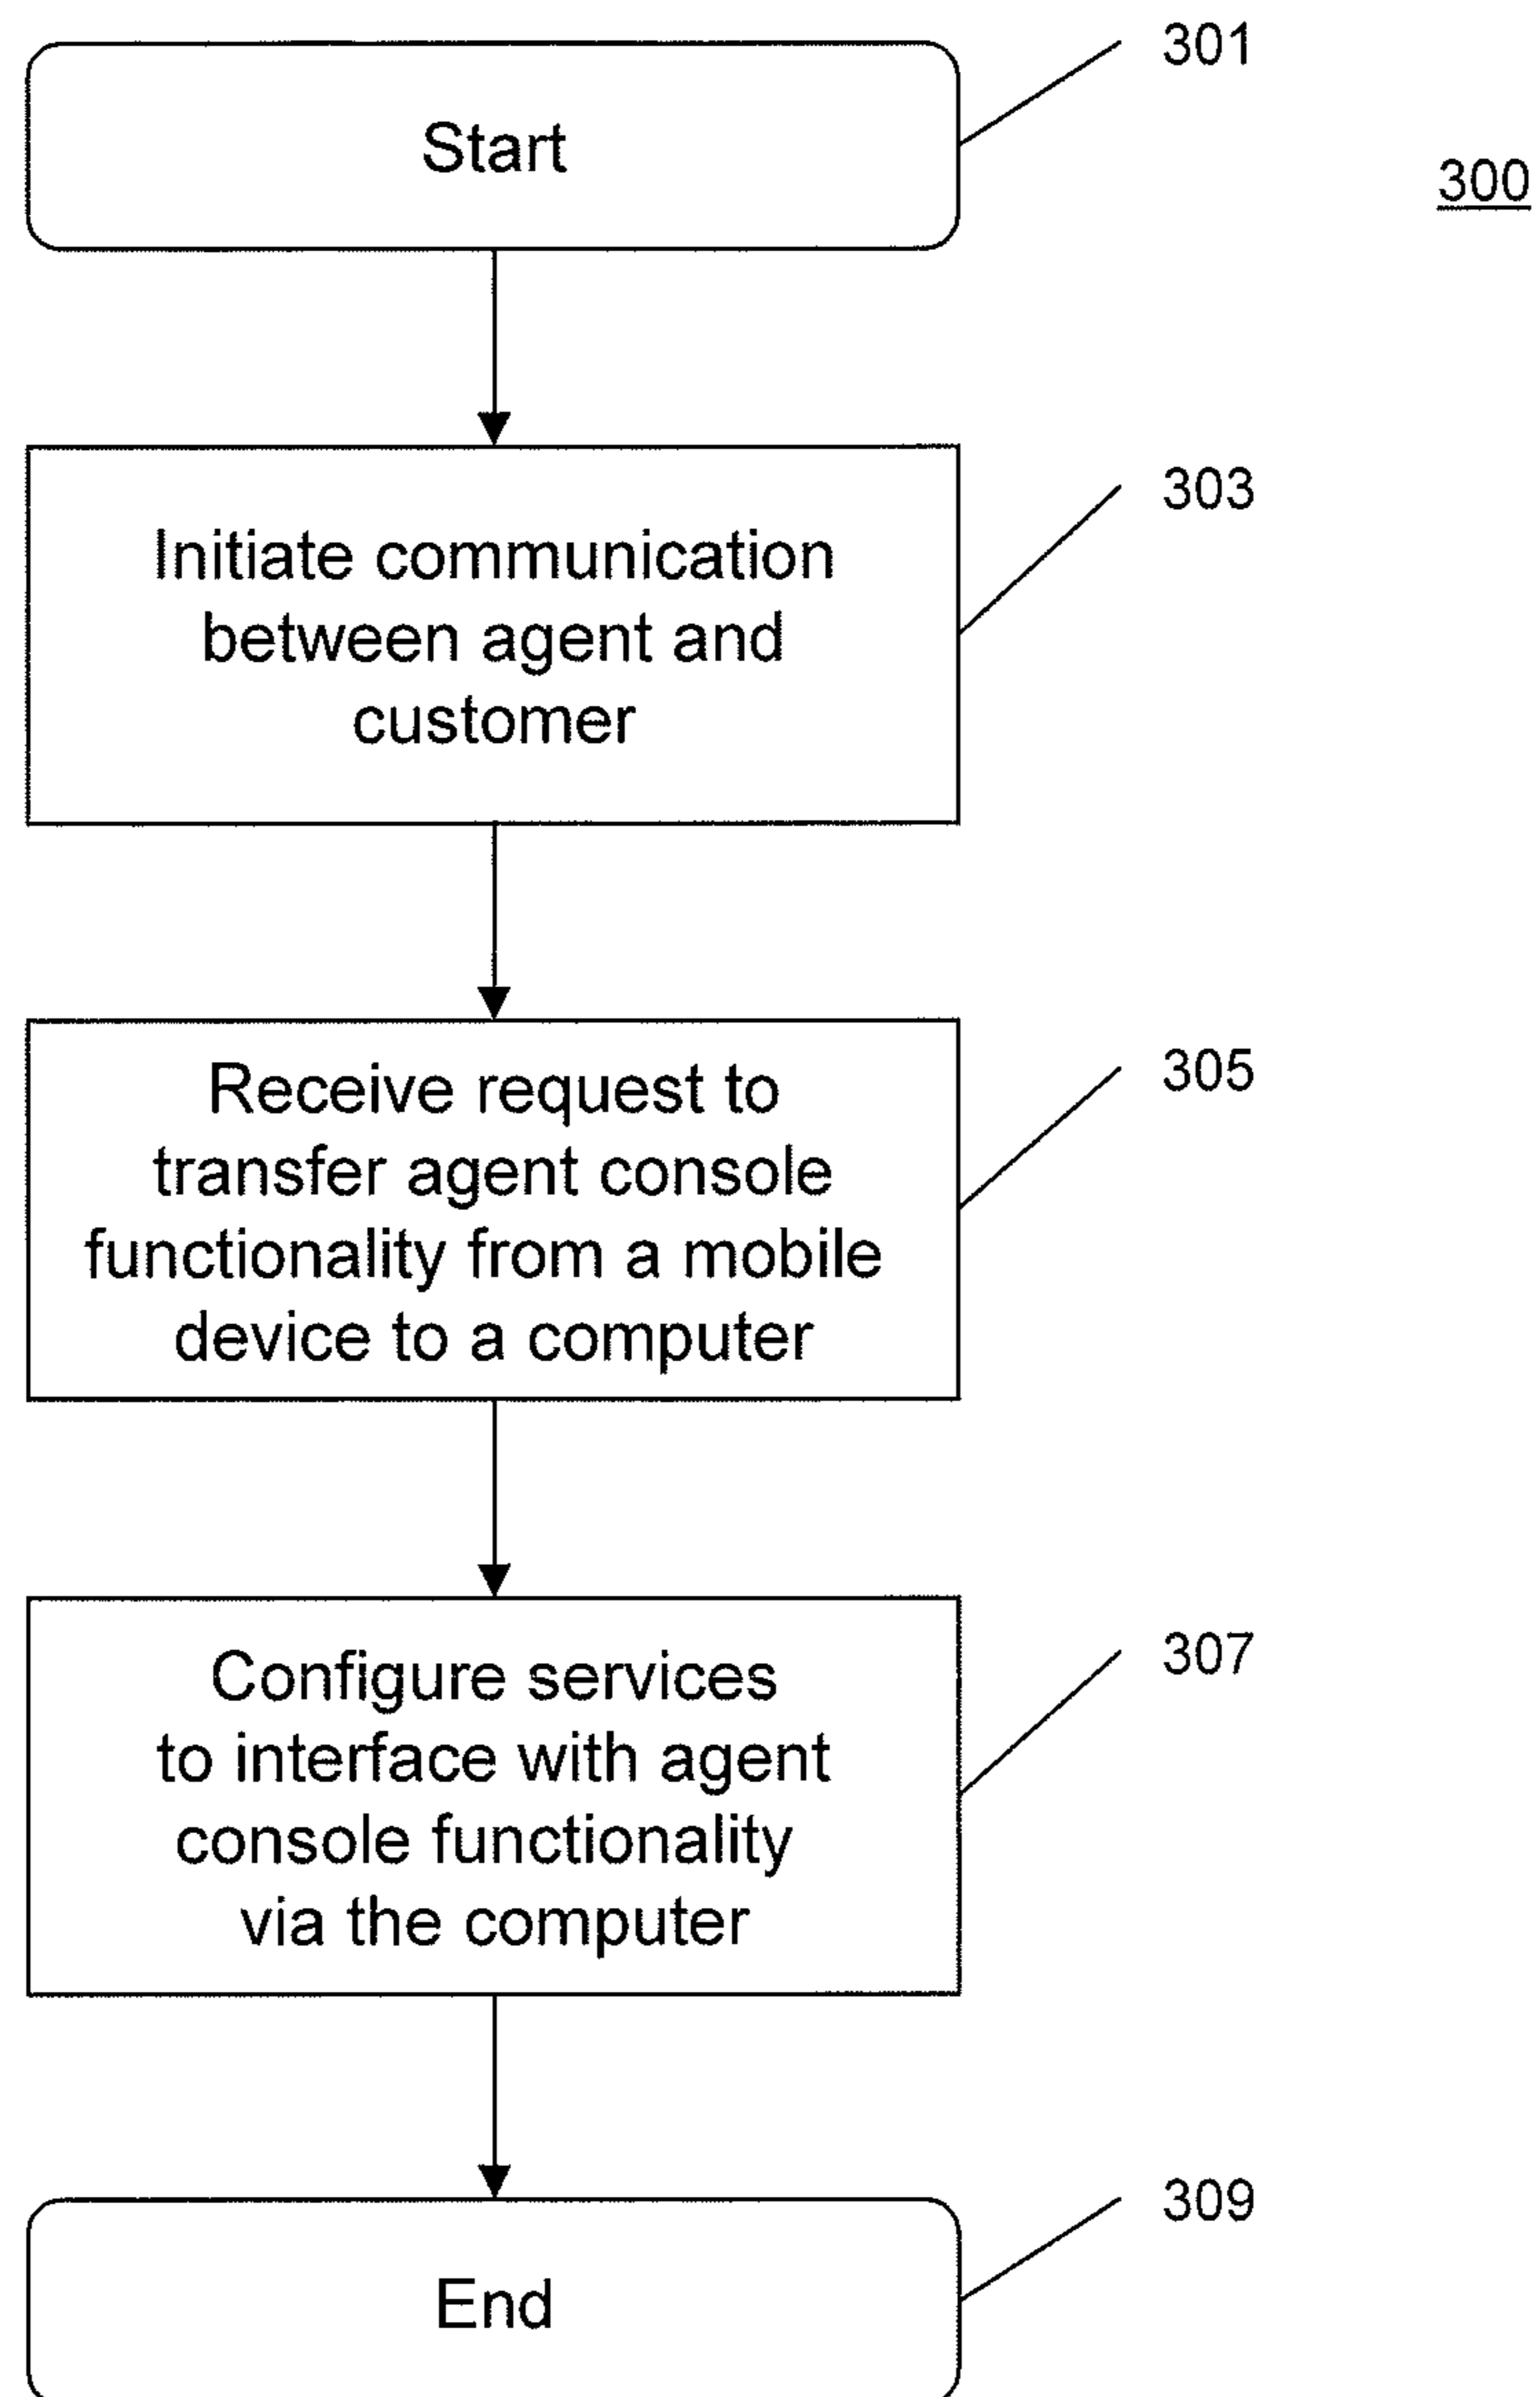 301
Start
300
303
Initiate communication
between agent and
customer
305
Receive request to
transfer agent console
functionality from a mobile
device to a computer
307
Configure services
to interface with agent
console functionality
via the computer
309
End